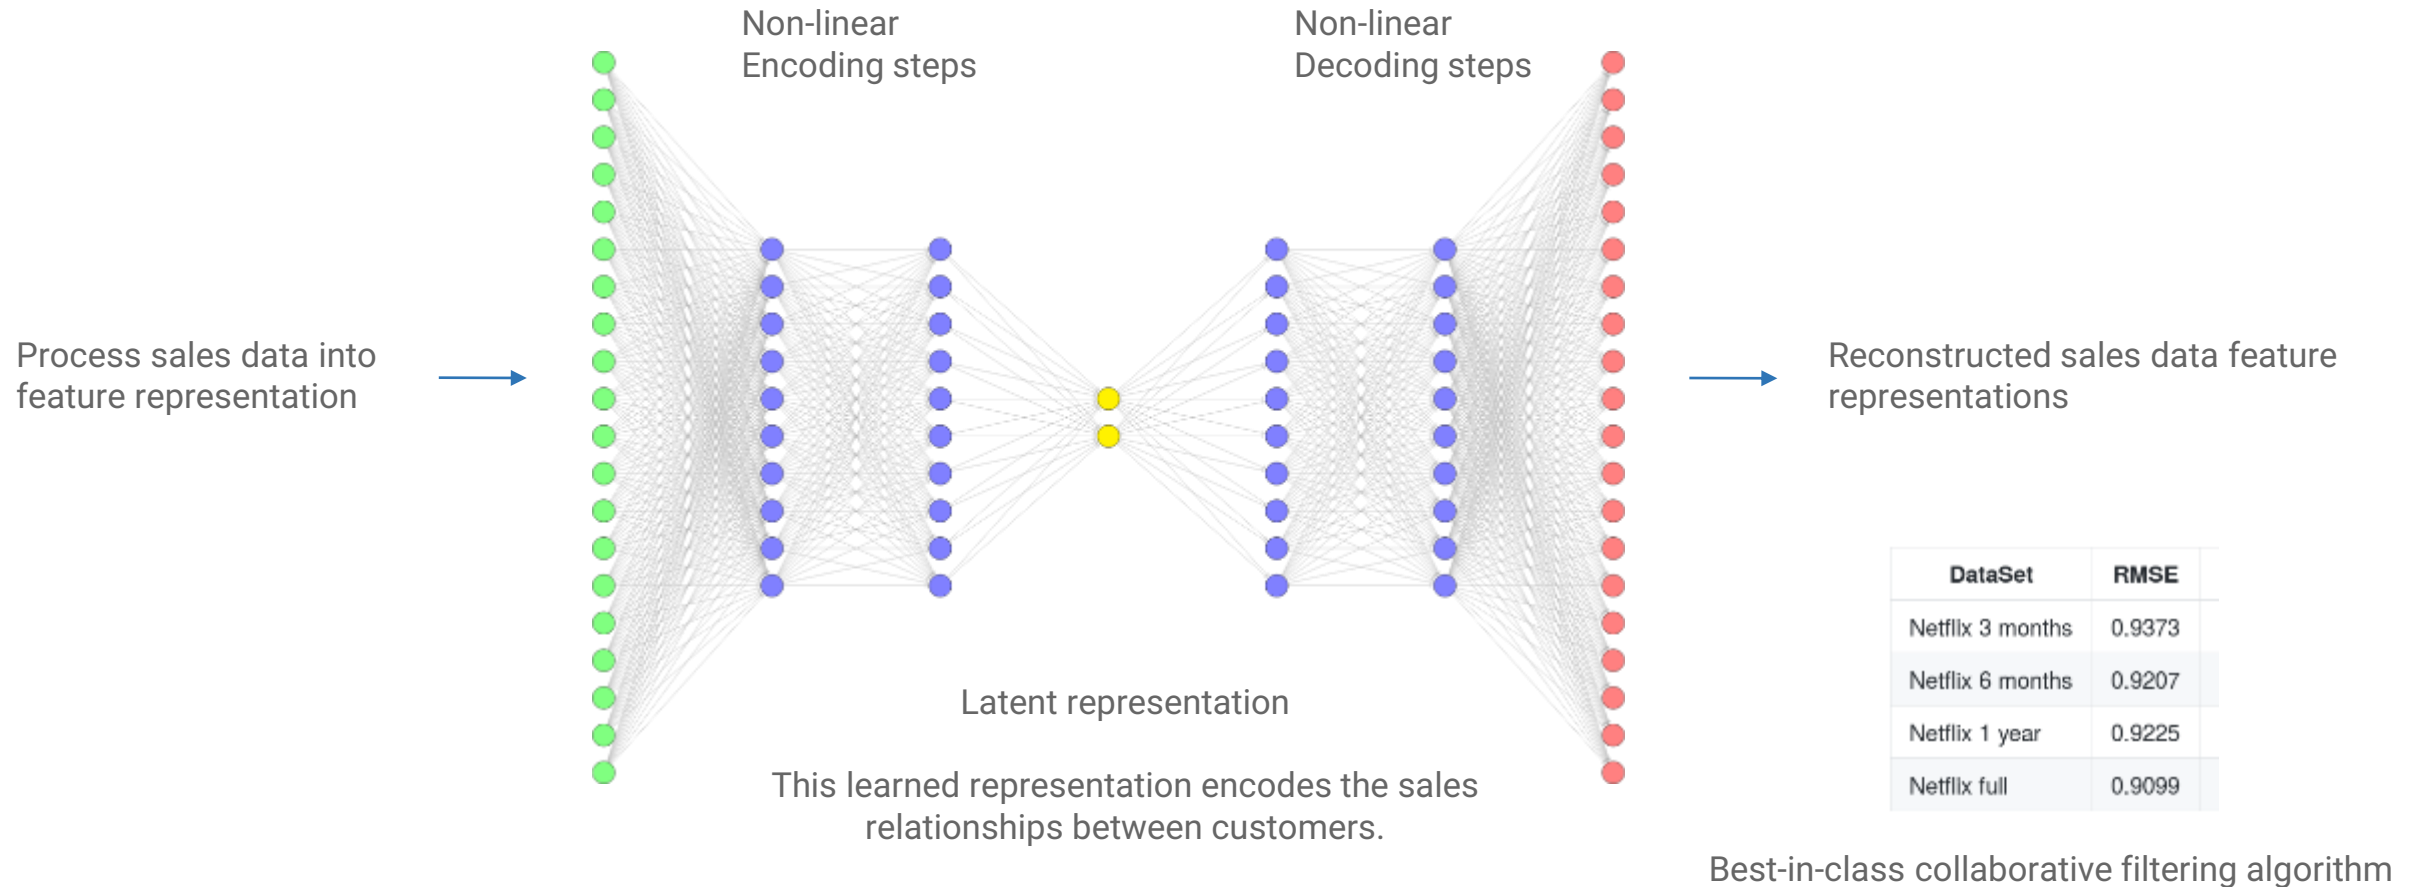 Non-linear
Encoding steps
Non-linear
Decoding steps
Process sales data into
feature representation
Reconstructed sales data feature
representations
Latent representation
This learned representation encodes the sales
relationships between customers.
DataSet RMSE
Netflix 3 months 0.9373
Netflix 6 months 0.9207
Netflix 1 year 0.9225
Netflix full 0.9099
Best-in-class collaborative filtering algorithm